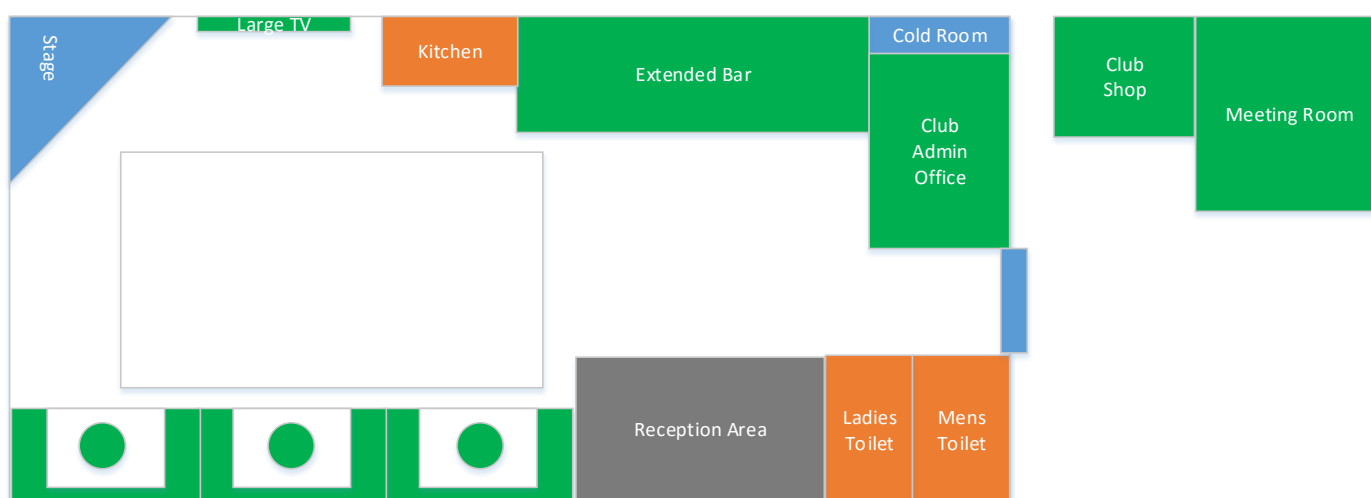 Stage
Large TV
Kitchen
Extended Bar
Cold Room
Club
Admin
Office
Club
Shop
Meeting Room
Reception Area
Ladies
Toilet
Mens
Toilet